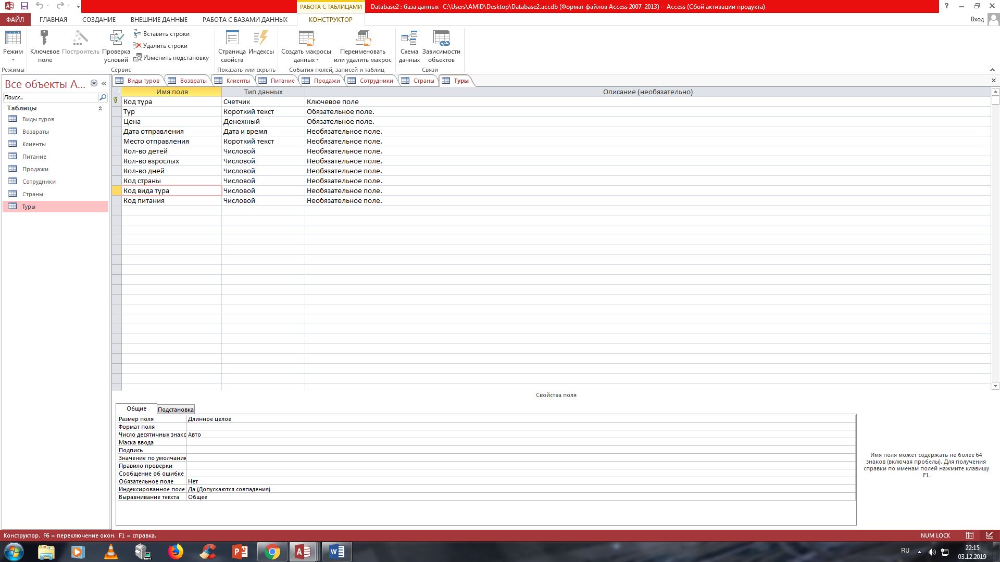 РАБОТА С ТАБЛИЦАМИ
Database2 : база данных- C:\Users\AMiD\Desktop\Database2.accdb (Формат файлов Access 2007–2013) - Access (Сбой активации продукта)
ФАЙЛ ГЛАВНАЯ СОЗДАНИЕ ВНЕШНИЕ ДАННЫЕ РАБОТА С БАЗАМИ ДАННЫХ КОНСТРУКТОР Вход
Режим
Ключевое поле
Построитель
Проверка условий
Вставить строки
Удалить строки
Изменить подстановку
Страница свойств
Индексы
Создать макросы данных
Переименовать или удалить макрос
Схема данных
Зависимости объектов
Режимы Сервис Показать или скрыть События полей, записей и таблиц Связи
Все объекты A...
Поиск...
Таблицы
Виды туров
Возвраты
Клиенты
Питание
Продажи
Сотрудники
Страны
Туры
Виды туров Возвраты Клиенты Питание Продажи Сотрудники Страны Туры
Имя поля Тип данных Описание (необязательно)
Код тура Счетчик Ключевое поле
Тур Короткий текст Обязательное поле.
Цена Денежный Обязательное поле.
Дата отправления Дата и время Необязательное поле.
Место отправления Короткий текст Необязательное поле.
Кол-во детей Числовой Необязательное поле.
Кол-во взрослых Числовой Необязательное поле.
Кол-во дней Числовой Необязательное поле.
Код страны Числовой Необязательное поле.
Код вида тура Числовой Необязательное поле.
Код питания Числовой Необязательное поле.
Свойства поля
Общие Подстановка
Размер поля Длинное целое
Формат поля
Число десятичных знако Авто
Маска ввода
Подпись
Значение по умолчани
Правило проверки
Сообщение об ошибке
Обязательное поле Нет
Индексированное поле Да (Допускаются совпадения)
Выравнивание текста Общее
Имя поля может содержать не более 64
знаков (включая пробелы). Для получения
справки по именам полей нажмите клавишу
F1.
Конструктор. F6 = переключение окон. F1 = справка. NUM LOCK
RU
22:15
03.12.2019